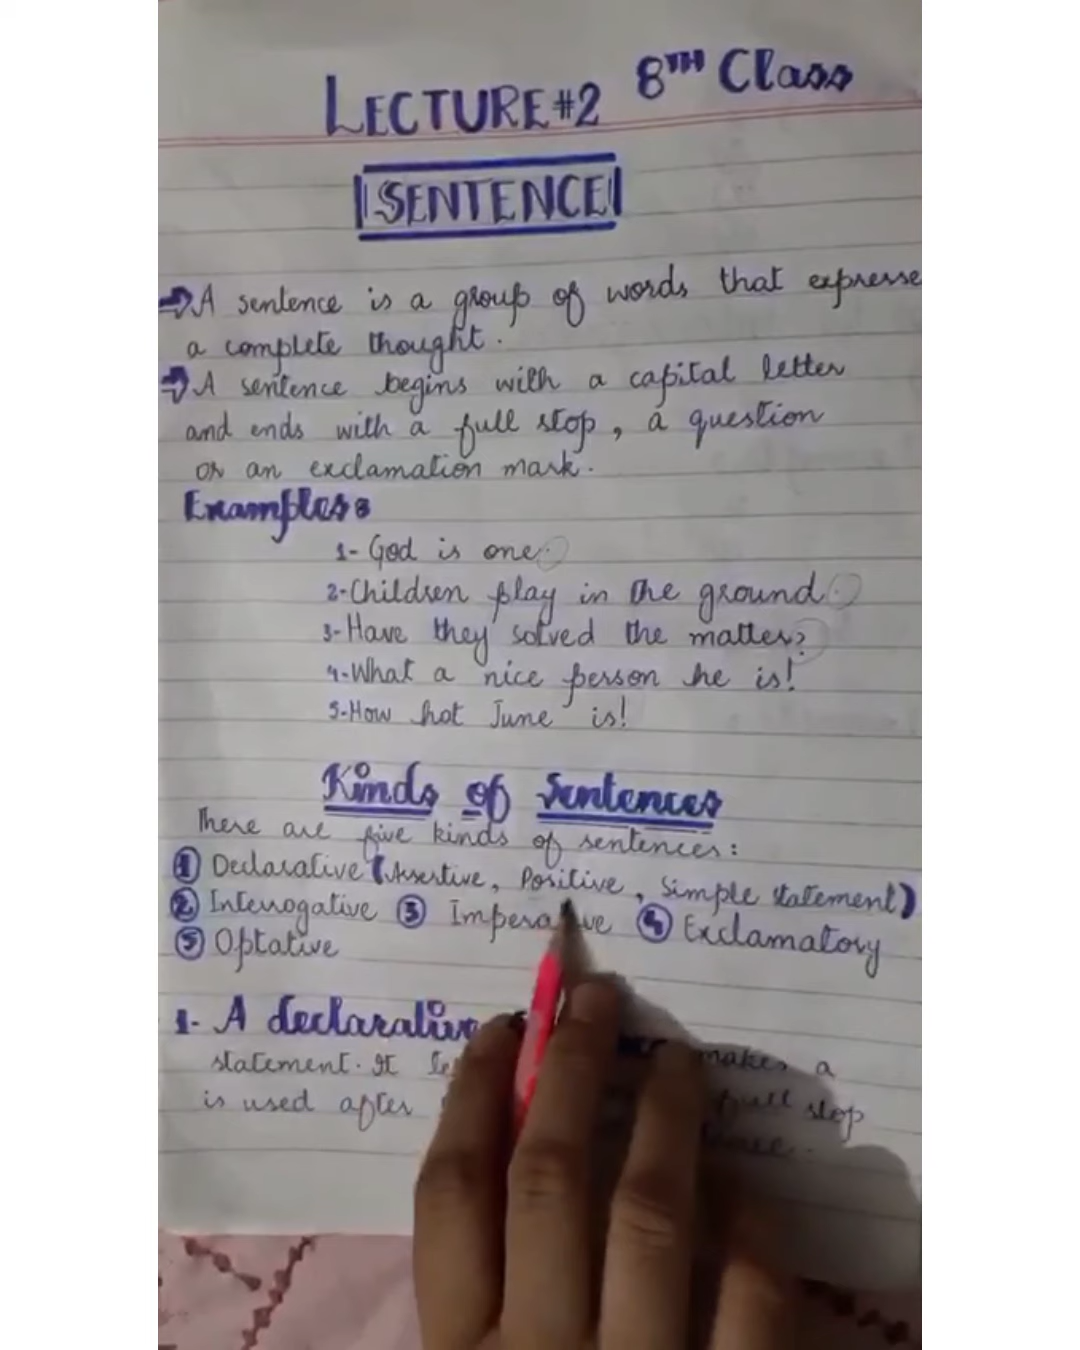 LECTURE#2 8TH Class
SENTENCE
A sentence is a group of words that expresse
a complete thought.
A sentence begins with a capital letter
and ends with a full stop, a question
or an exclamation mark.
Examples:
1- God is one.
2- Children play in the ground.
3- Have they solved the matter?
4- What a nice person he is!
5- How hot June is!
Kinds of Sentences
There are five kinds of sentences:
① Declarative (Assertive, Positive, Simple statement)
② Interrogative ③ Imperative ④ Exclamatory
⑤ Optative
1- A declarative
makes a
statement. It
is used after full stop